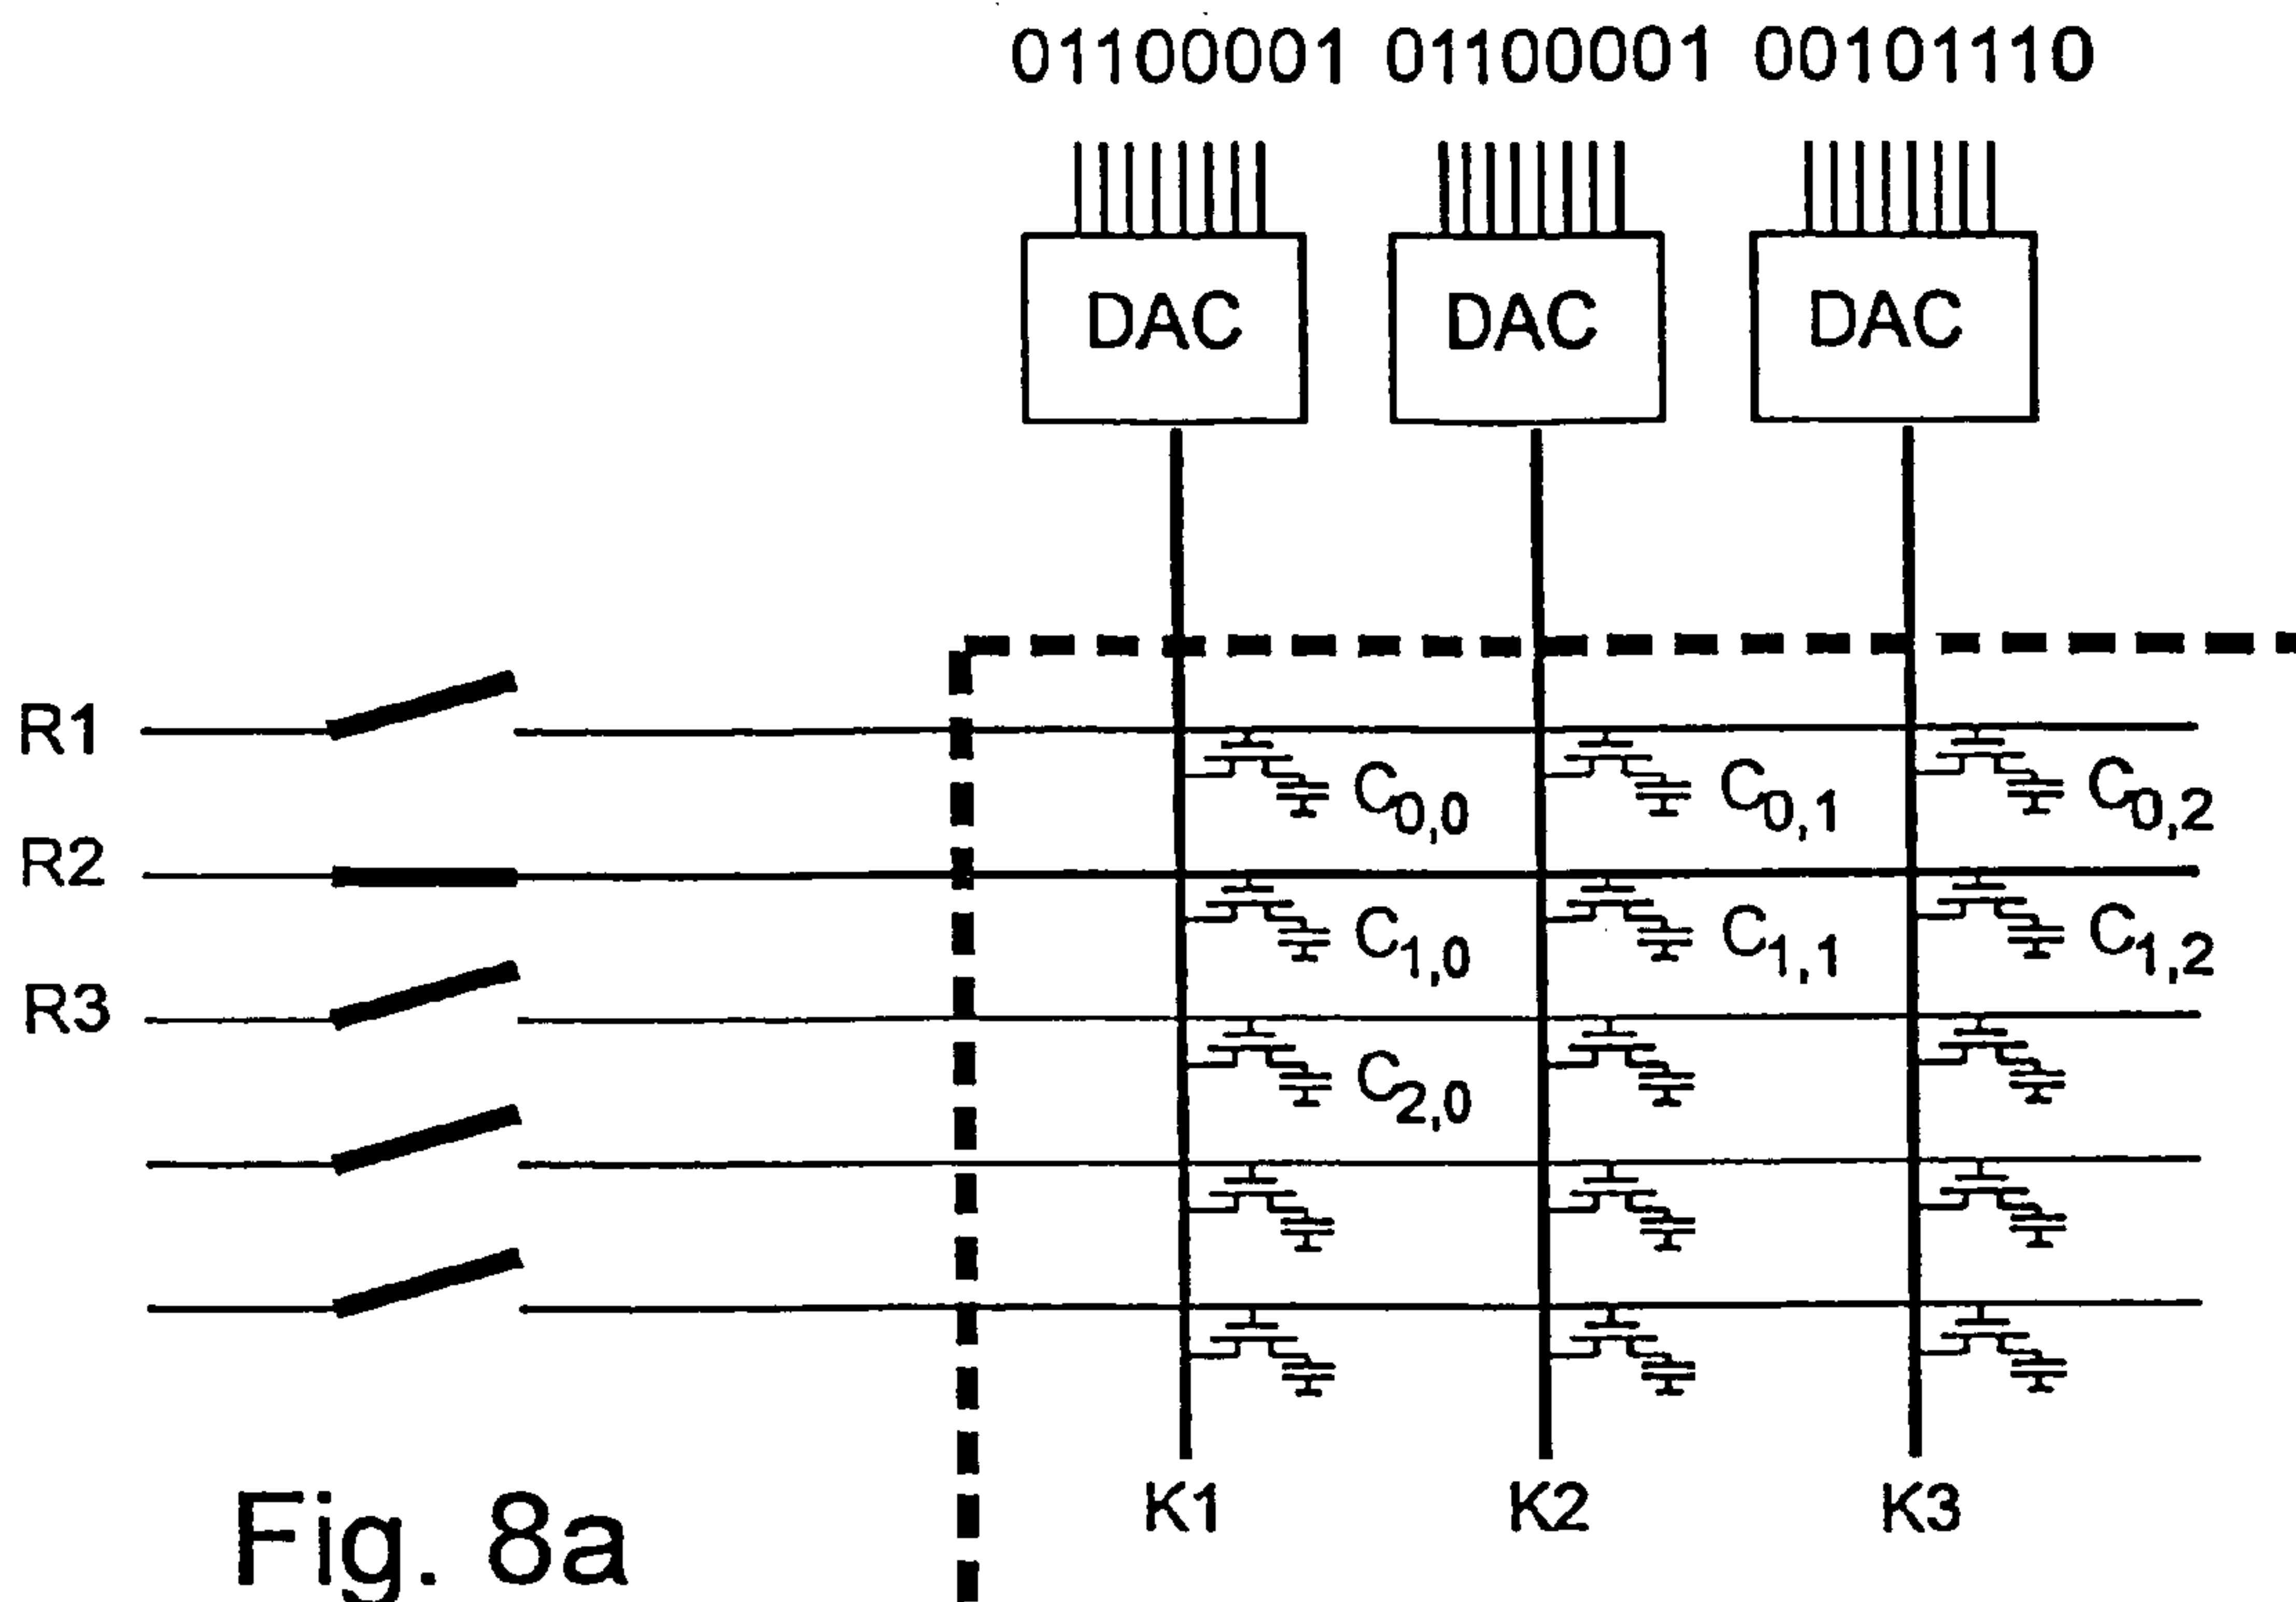 01100001 01100001 00101110
DAC DAC DAC
R1
C0,0 C0,1 C0,2
R2
C1,0 C1,1 C1,2
R3
C2,0
K1 K2 K3
Fig. 8a